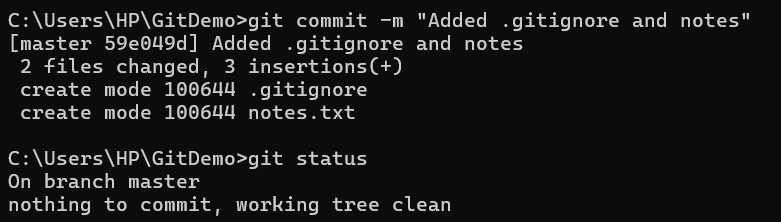 C:\Users\HP\GitDemo>git commit -m "Added .gitignore and notes"
[master 59e049d] Added .gitignore and notes
 2 files changed, 3 insertions(+)
 create mode 100644 .gitignore
 create mode 100644 notes.txt

C:\Users\HP\GitDemo>git status
On branch master
nothing to commit, working tree clean